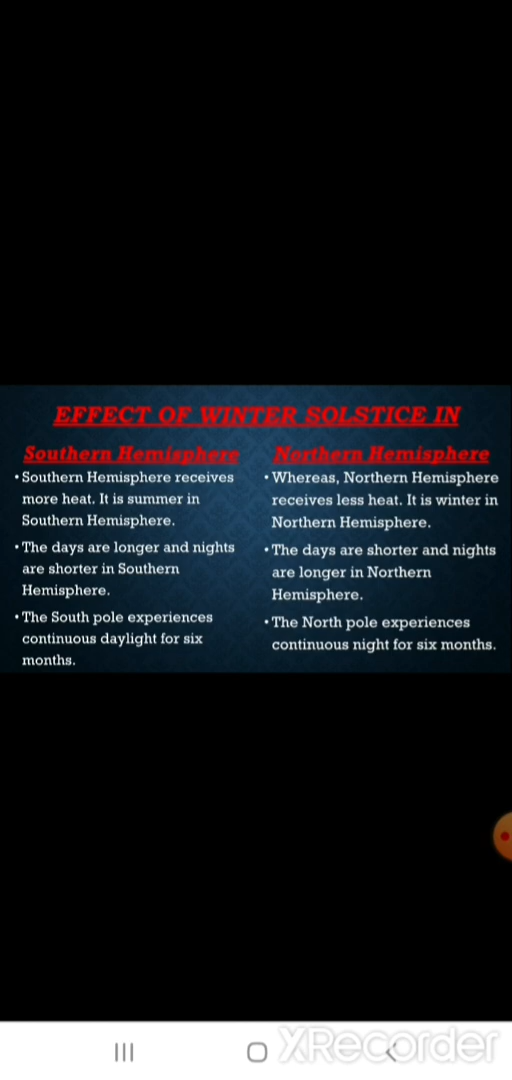 EFFECT OF WINTER SOLSTICE IN
Southern Hemisphere
• Southern Hemisphere receives
more heat. It is summer in
Southern Hemisphere.
• The days are longer and nights
are shorter in Southern
Hemisphere.
• The South pole experiences
continuous daylight for six
months.
Northern Hemisphere
• Whereas, Northern Hemisphere
receives less heat. It is winter in
Northern Hemisphere.
• The days are shorter and nights
are longer in Northern
Hemisphere.
• The North pole experiences
continuous night for six months.
XRecorder